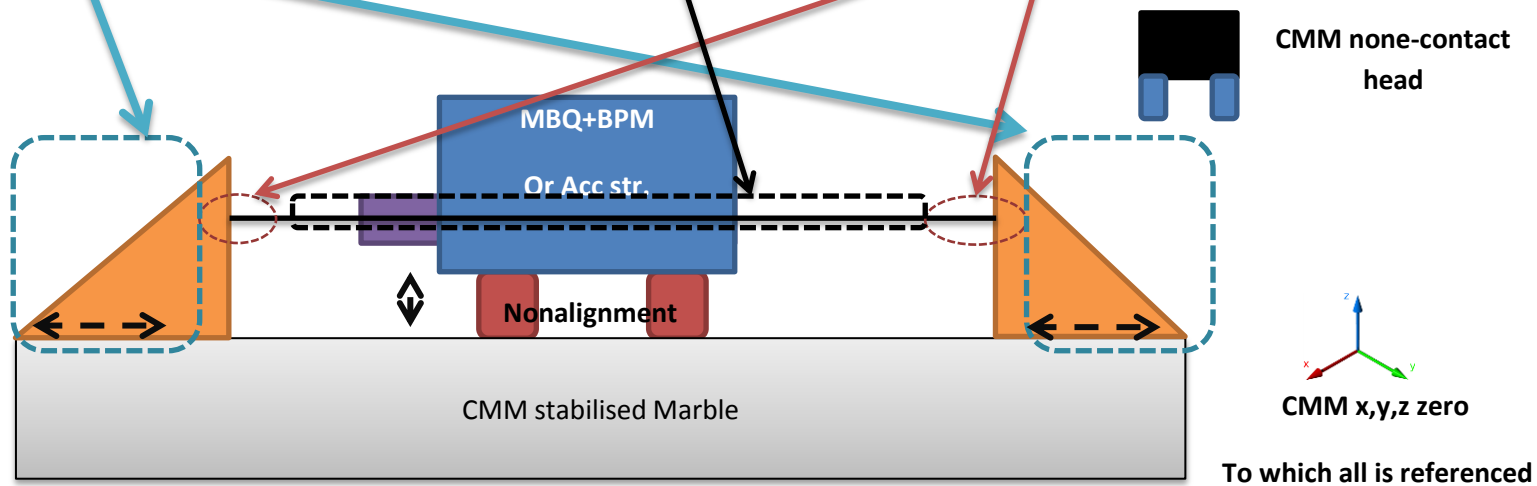 CMM none-contact
head
MBQ+BPM
Or Acc str.
Nonalignment
z
x
y
CMM stabilised Marble
CMM x,y,z zero
To which all is referenced